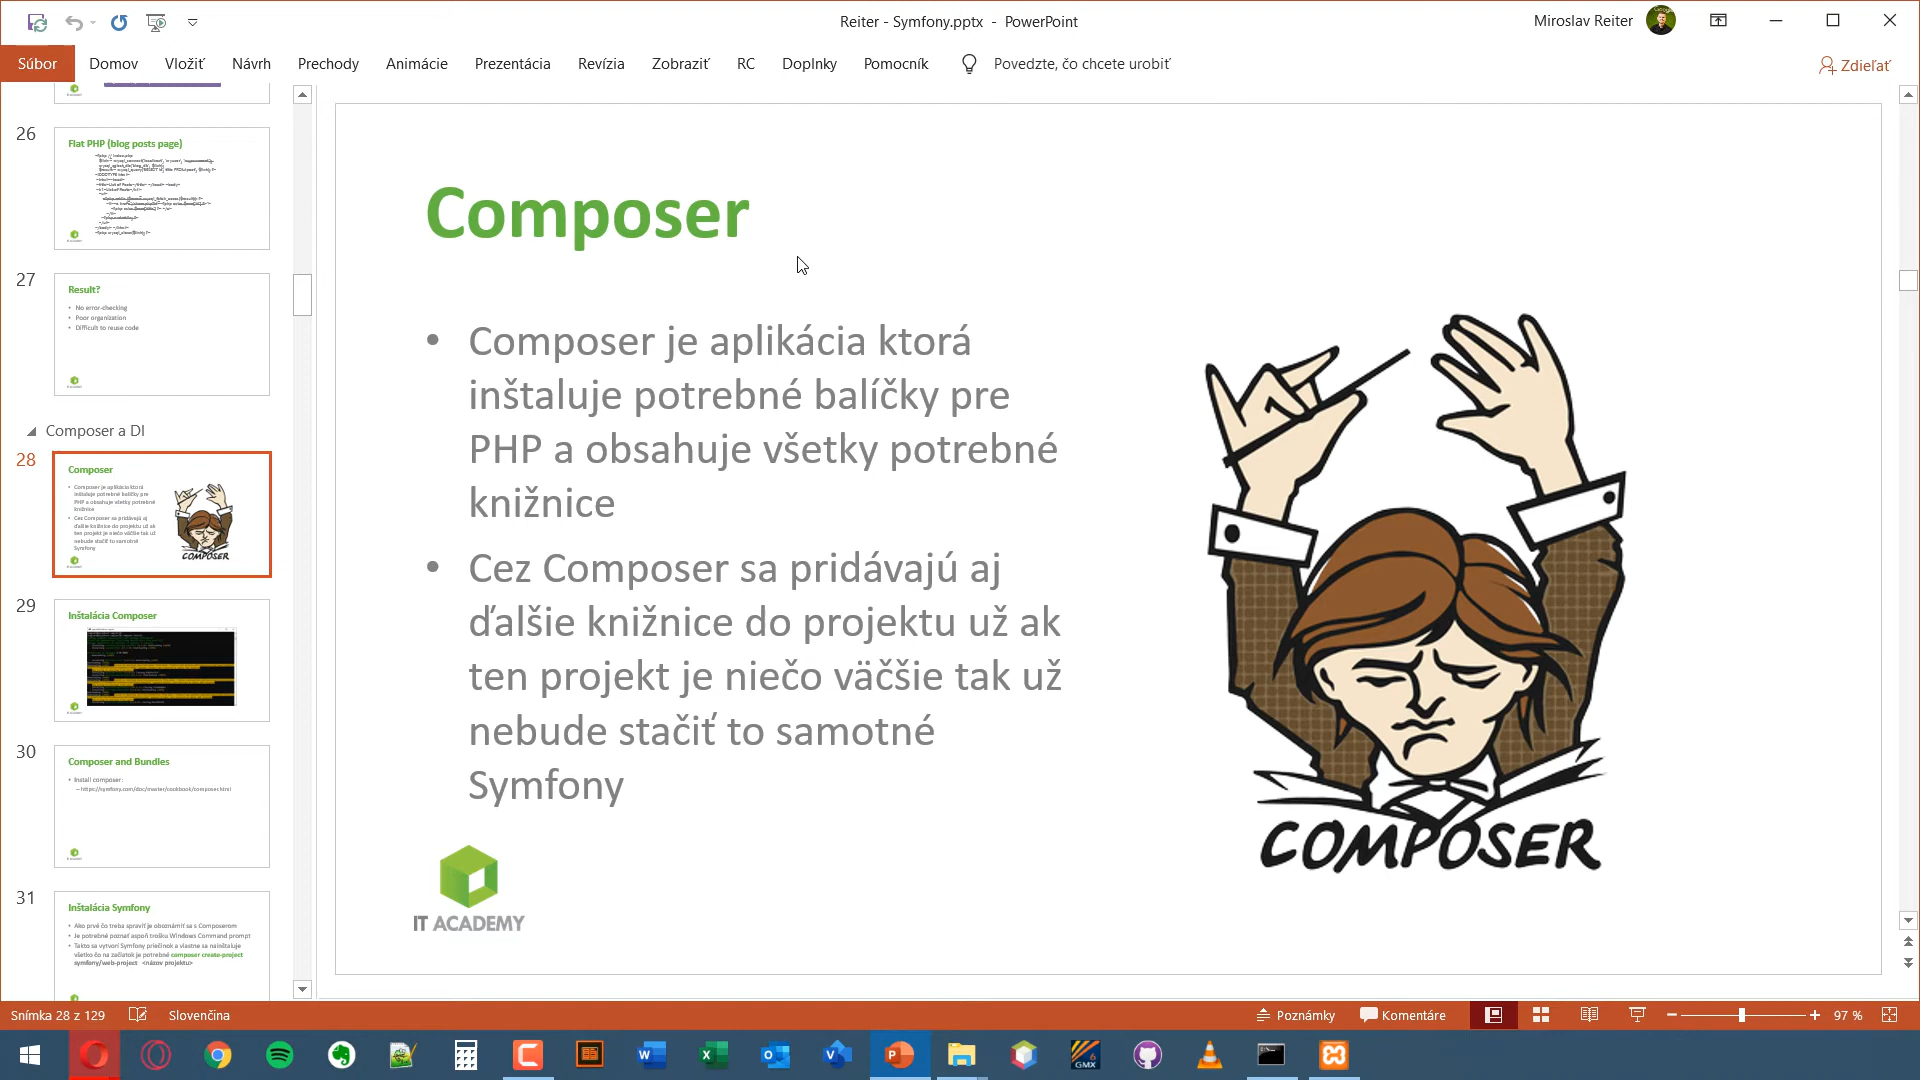 Reiter - Symfony.pptx - PowerPoint
Miroslav Reiter
Súbor
Domov
Vložiť
Návrh
Prechody
Animácie
Prezentácia
Revízia
Zobraziť
RC
Doplnky
Pomocník
Povedzte, čo chcete urobiť
Zdieľať
26
Flat PHP (blog posts page)
27
Result?
• No error-checking
• Poor organization
• Difficult to reuse code
Composer a DI
28
Composer
• Composer je aplikácia ktorá
inštaluje potrebné balíčky pre
PHP a obsahuje všetky potrebné
knižnice
• Cez Composer sa pridávajú aj
ďalšie knižnice do projektu už ak
ten projekt je niečo väčšie tak už
nebude stačiť to samotné
Symfony
COMPOSER
29
Inštalácia Composer
30
Composer and Bundles
• Install composer:
– https://symfony.com/doc/master/cookbook/composer.html
31
Inštalácia Symfony
• Ako prvé čo treba spraviť je oboznámiť sa s Composerom
• Je potrebné poznať aspoň trošku Windows Command prompt
• Takto sa vytvorí Symfony priečinok a vlastne sa nainštaluje
všetko čo na začiatok je potrebné composer create-project
symfony/web-project <názov projektu>
Composer
• Composer je aplikácia ktorá
inštaluje potrebné balíčky pre
PHP a obsahuje všetky potrebné
knižnice
• Cez Composer sa pridávajú aj
ďalšie knižnice do projektu už ak
ten projekt je niečo väčšie tak už
nebude stačiť to samotné
Symfony
COMPOSER
IT ACADEMY
Snímka 28 z 129
Slovenčina
Poznámky
Komentáre
97 %